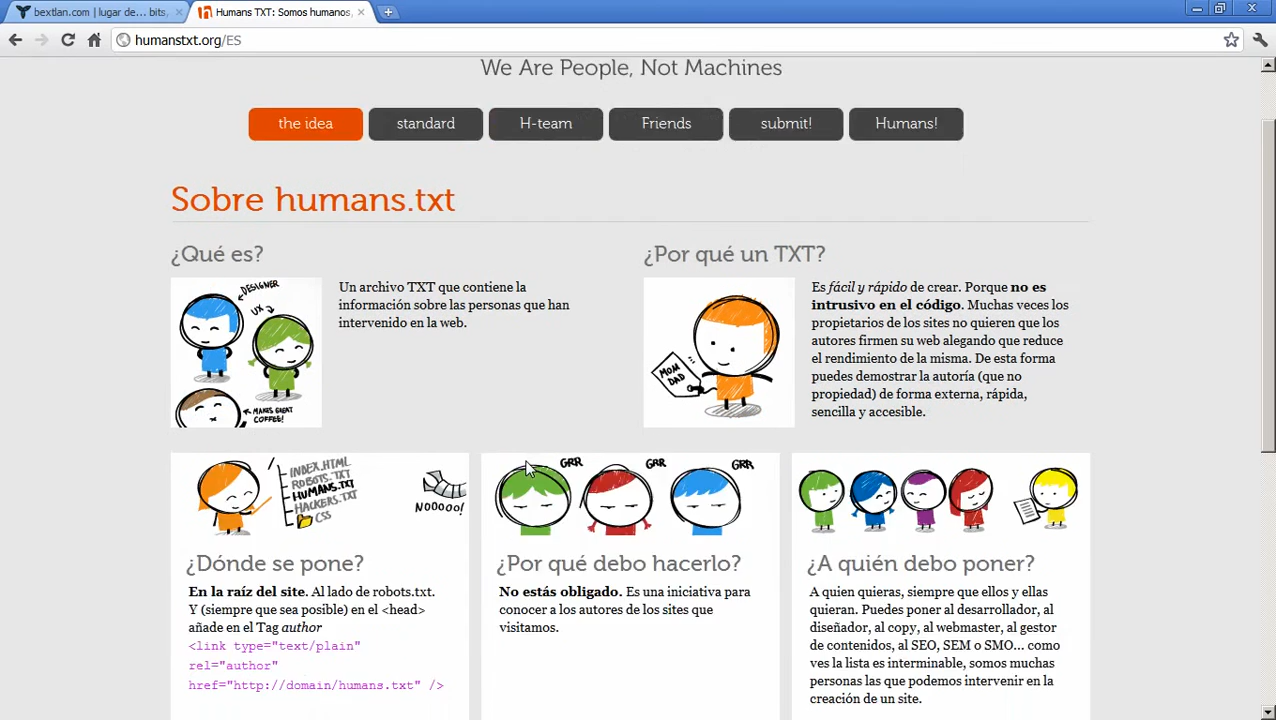 bextlan.com | lugar de... bits,
Humans TXT: Somos humanos,
humanstxt.org/ES
We Are People, Not Machines
the idea
standard
H-team
Friends
submit!
Humans!
Sobre humans.txt
¿Qué es?
DESIGNER
UX
MAKES GREAT
COFFEE!
Un archivo TXT que contiene la
información sobre las personas que han
intervenido en la web.
¿Por qué un TXT?
MOM
DAD
Es fácil y rápido de crear. Porque no es
intrusivo en el código. Muchas veces los
propietarios de los sites no quieren que los
autores firmen su web alegando que reduce
el rendimiento de la misma. De esta forma
puedes demostrar la autoría (que no
propiedad) de forma externa, rápida,
sencilla y accesible.
INDEX.HTML
ROBOTS.TXT
HUMANS.TXT
HACKERS.TXT
CSS
NOOOOO!
¿Dónde se pone?
En la raíz del site. Al lado de robots.txt.
Y (siempre que sea posible) en el <head>
añade en el Tag author
<link type="text/plain"
rel="author"
href="http://domain/humans.txt" />
GRR
GRR
GRR
¿Por qué debo hacerlo?
No estás obligado. Es una iniciativa para
conocer a los autores de los sites que
visitamos.
¿A quién debo poner?
A quien quieras, siempre que ellos y ellas
quieran. Puedes poner al desarrollador, al
diseñador, al copy, al webmaster, al gestor
de contenidos, al SEO, SEM o SMO... como
ves la lista es interminable, somos muchas
personas las que podemos intervenir en la
creación de un site.